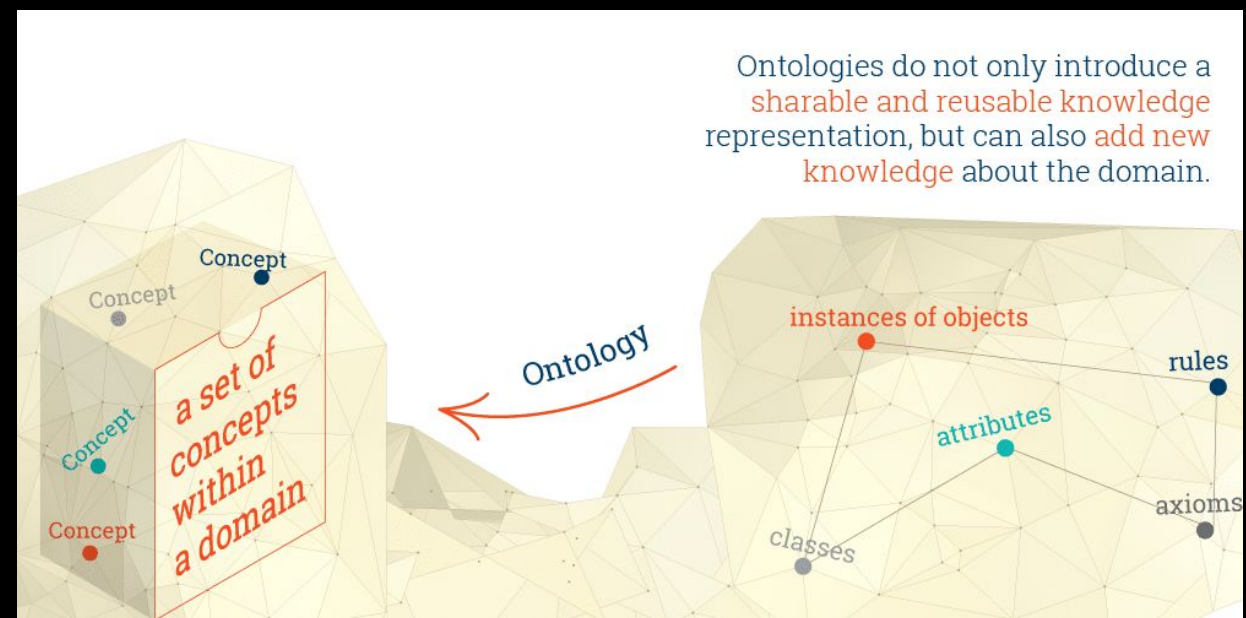 Ontologies do not only introduce a
sharable and reusable knowledge
representation, but can also add new
knowledge about the domain.
Concept
Concept
Concept
Concept
a set of
concepts
within
a domain
Ontology
instances of objects
rules
attributes
axioms
classes